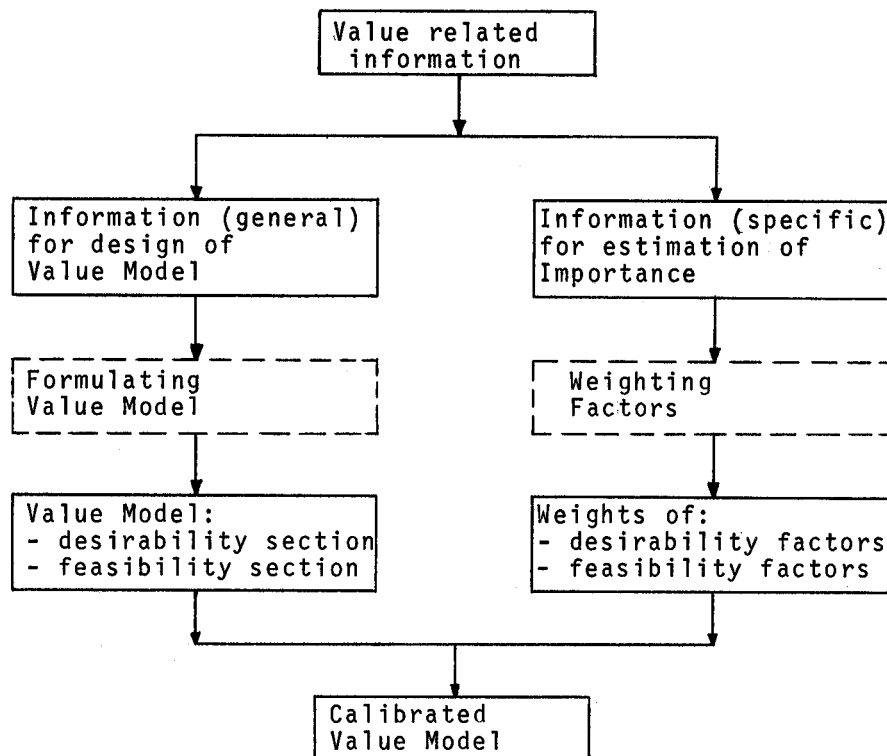 Value related
information
Information (general)
for design of
Value Model
Information (specific)
for estimation of
Importance
Formulating
Value Model
Weighting
Factors
Value Model:
- desirability section
- feasibility section
Weights of:
- desirability factors
- feasibility factors
Calibrated
Value Model